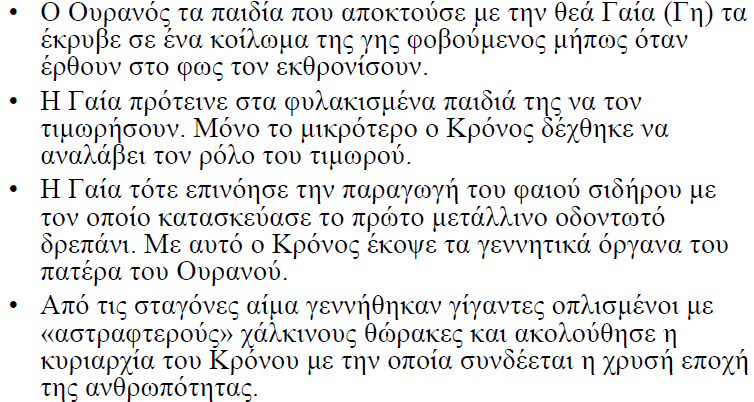 • Ο Ουρανός τα παιδία που αποκτούσε με την θεά Γαία (Γη) τα
έκρυβε σε ένα κοίλωμα της γης φοβούμενος μήπως όταν
έρθουν στο φως τον εκθρονίσουν.
• Η Γαία πρότεινε στα φυλακισμένα παιδιά της να τον
τιμωρήσουν. Μόνο το μικρότερο ο Κρόνος δέχθηκε να
αναλάβει τον ρόλο του τιμωρού.
• Η Γαία τότε επινόησε την παραγωγή του φαιού σιδήρου με
τον οποίο κατασκεύασε το πρώτο μετάλλινο οδοντωτό
δρεπάνι. Με αυτό ο Κρόνος έκοψε τα γεννητικά όργανα του
πατέρα του Ουρανού.
• Από τις σταγόνες αίμα γεννήθηκαν γίγαντες οπλισμένοι με
«αστραφτερούς» χάλκινους θώρακες και ακολούθησε η
κυριαρχία του Κρόνου με την οποία συνδέεται η χρυσή εποχή
της ανθρωπότητας.